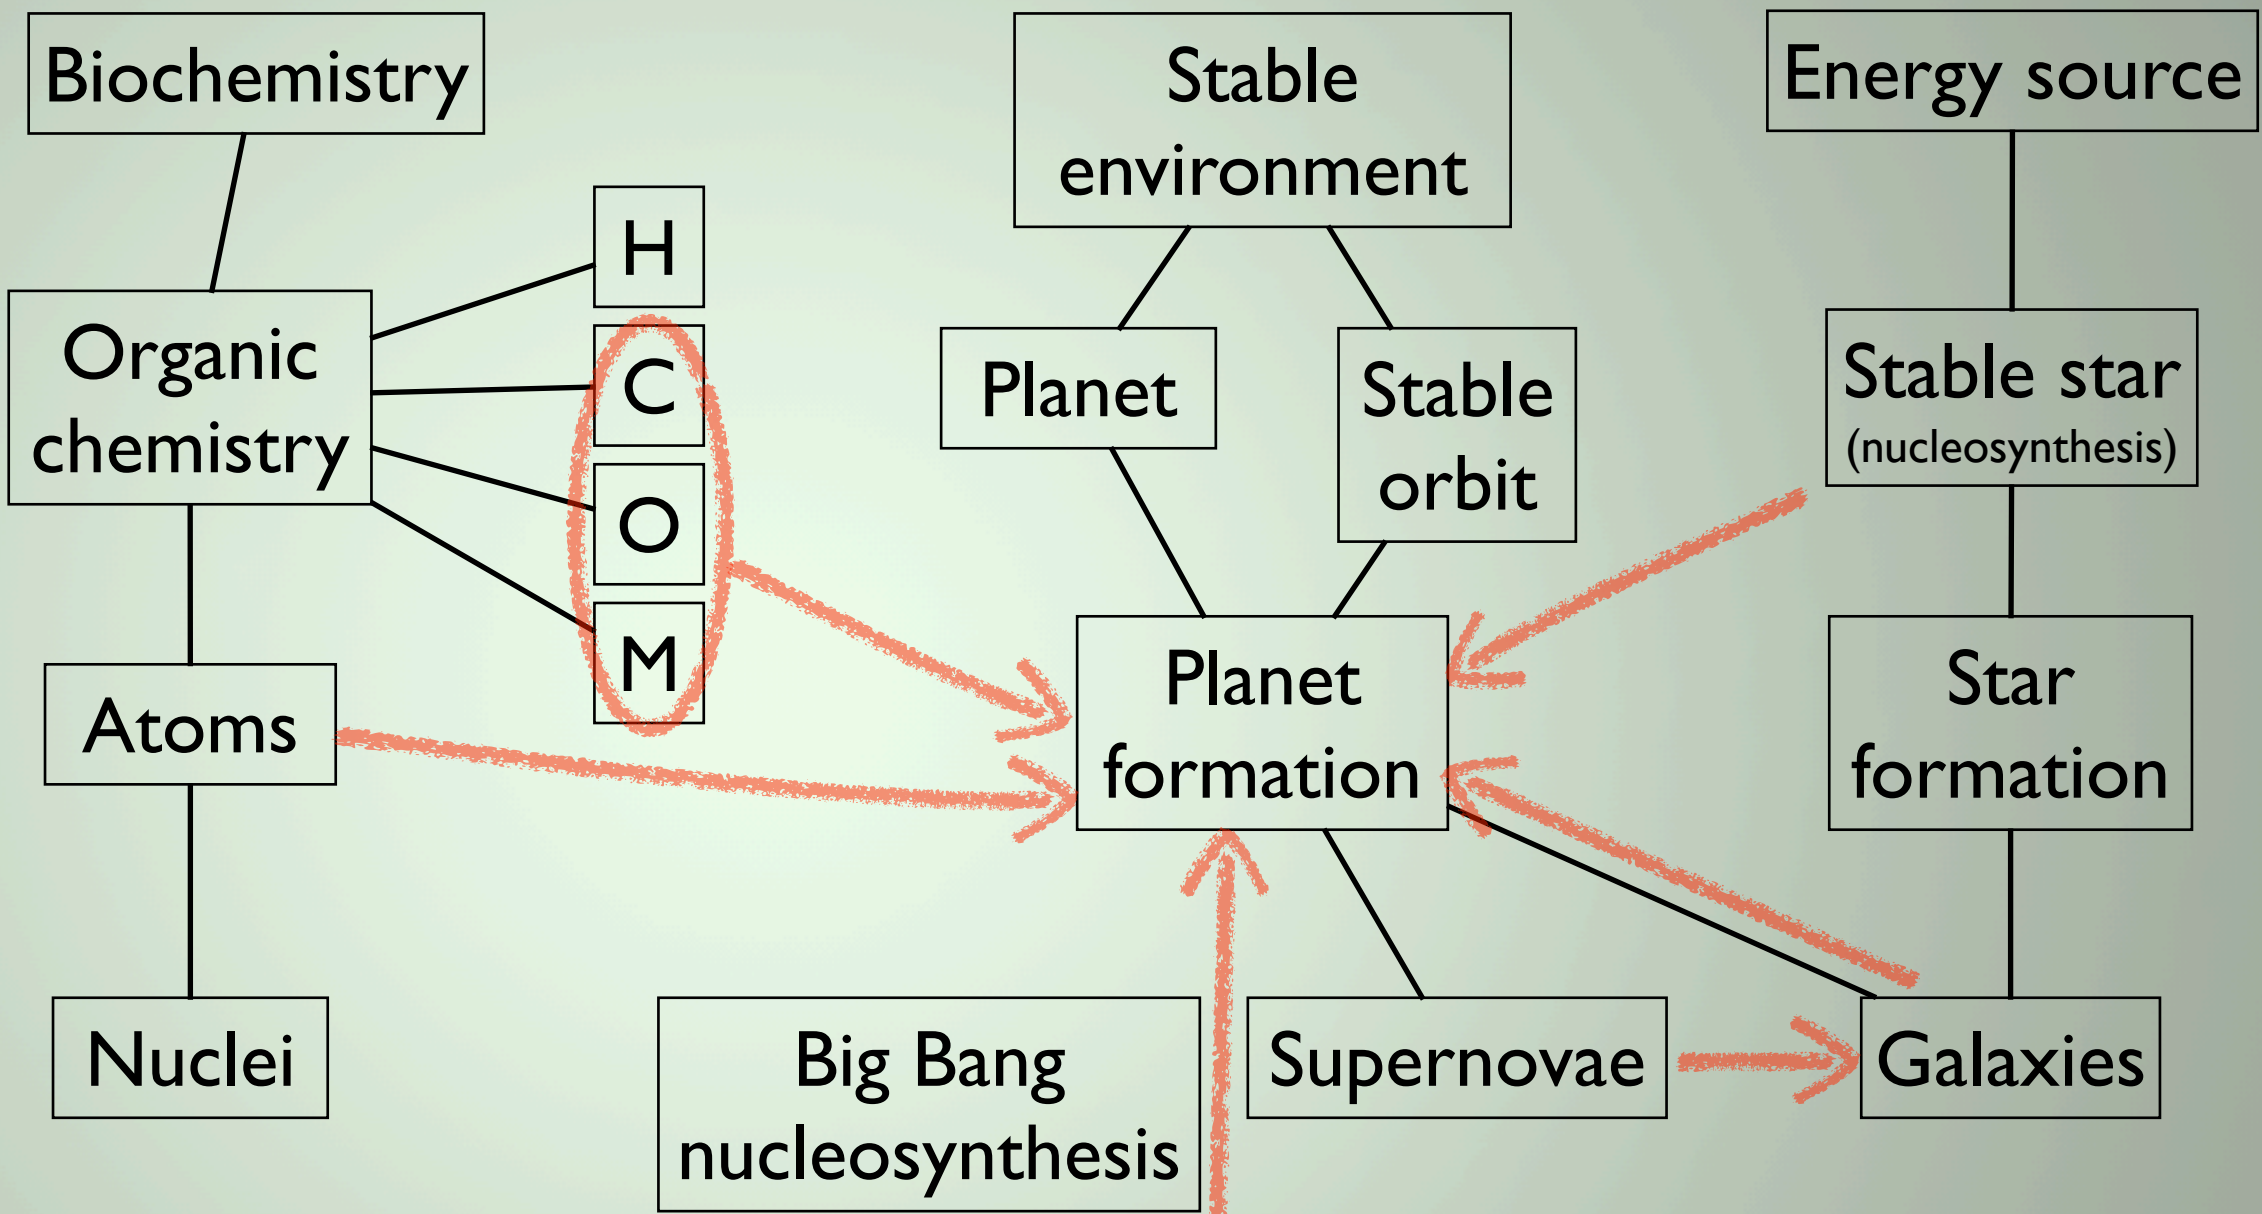 Biochemistry
Stable
environment
Energy source
H
Organic
chemistry
C
O
M
Planet
Stable
orbit
Stable star
(nucleosynthesis)
Atoms
Planet
formation
Star
formation
Nuclei
Big Bang
nucleosynthesis
Supernovae
Galaxies